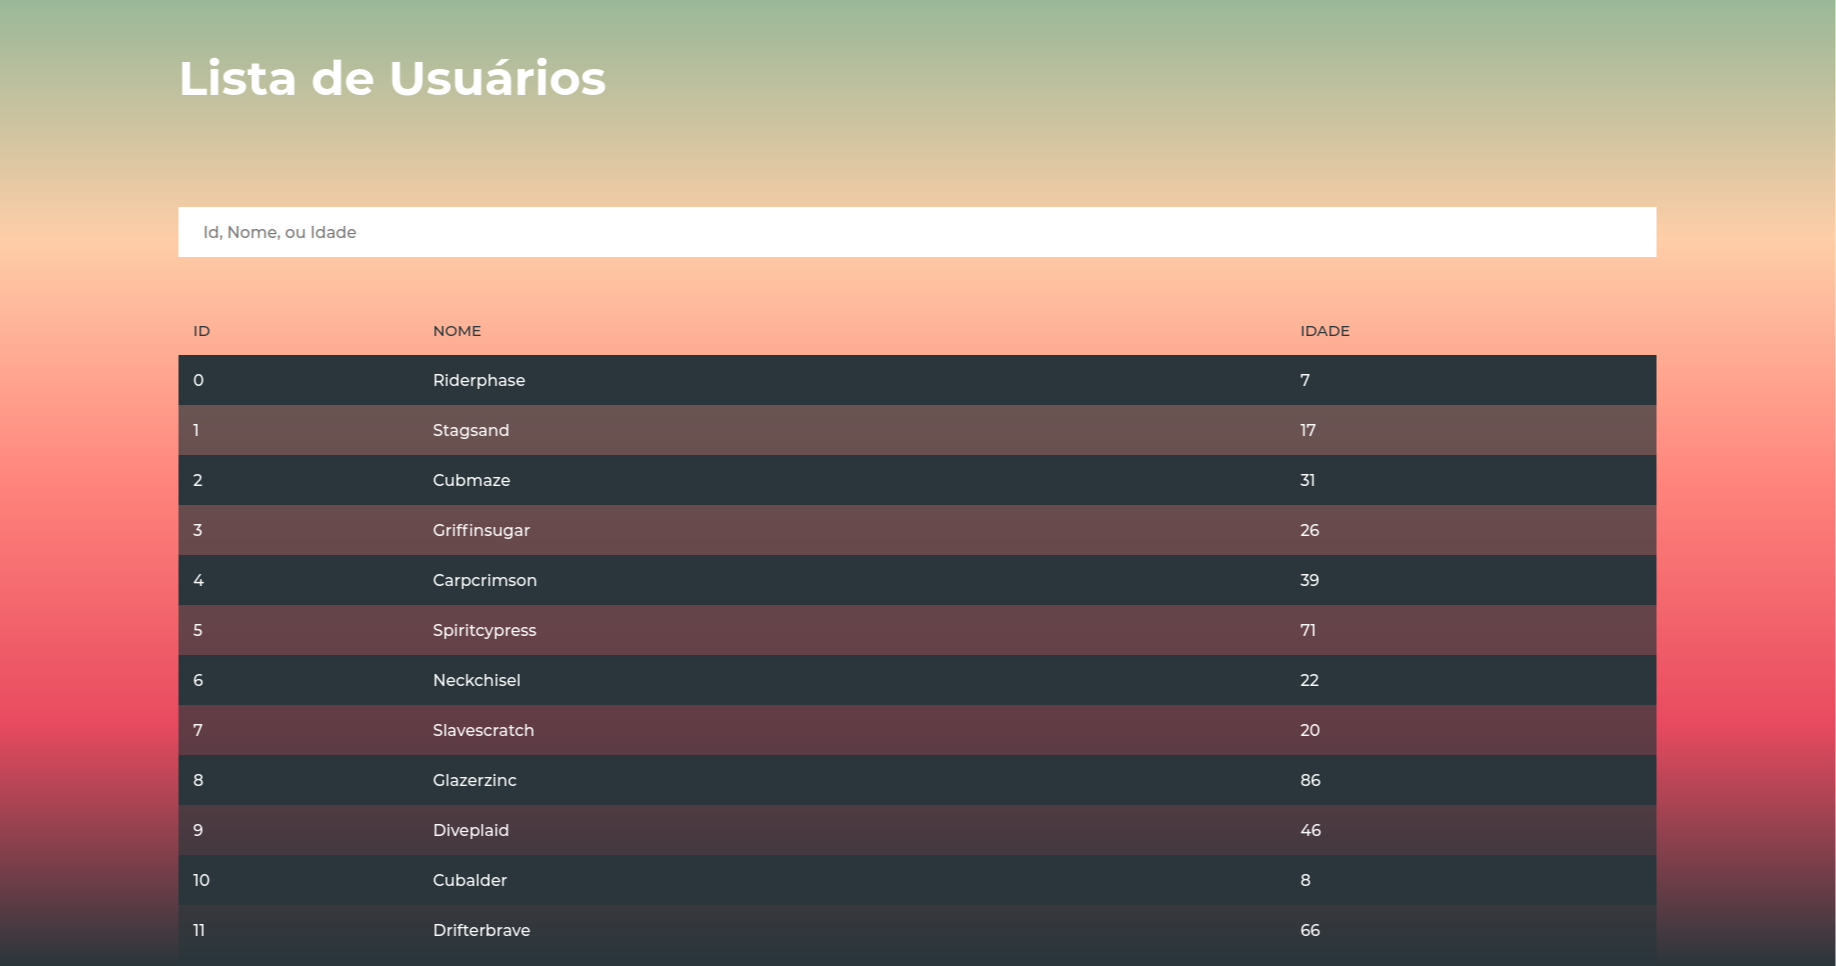 Lista de Usuários
Id, Nome, ou Idade
ID NOME IDADE
0 Riderphase 7
1 Stagsand 17
2 Cubmaze 31
3 Griffinsugar 26
4 Carpcrimson 39
5 Spiritcypress 71
6 Neckchisel 22
7 Slavescratch 20
8 Glazerzinc 86
9 Diveplaid 46
10 Cubalder 8
11 Drifterbrave 66